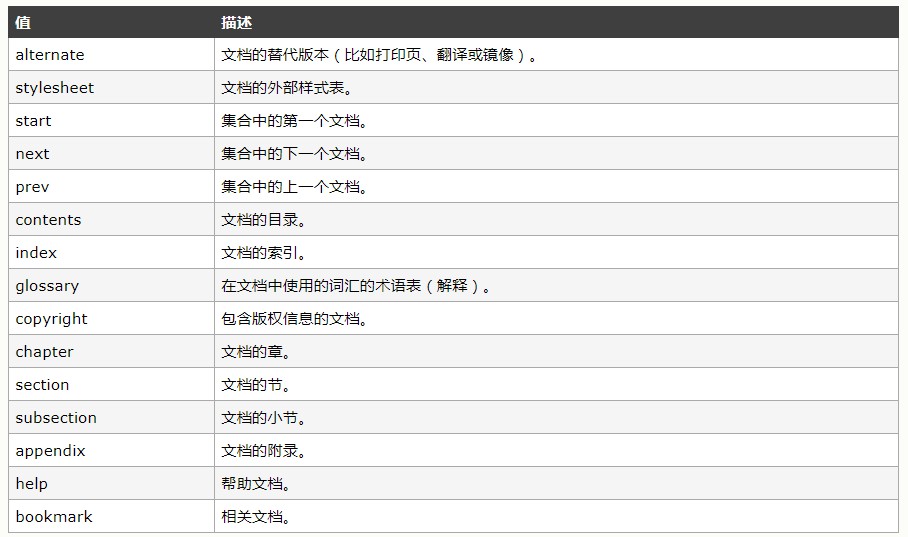 值 描述
alternate 文档的替代版本（比如打印页、翻译或镜像）。
stylesheet 文档的外部样式表。
start 集合中的第一个文档。
next 集合中的下一个文档。
prev 集合中的上一个文档。
contents 文档的目录。
index 文档的索引。
glossary 在文档中使用的词汇的术语表（解释）。
copyright 包含版权信息的文档。
chapter 文档的章。
section 文档的节。
subsection 文档的小节。
appendix 文档的附录。
help 帮助文档。
bookmark 相关文档。